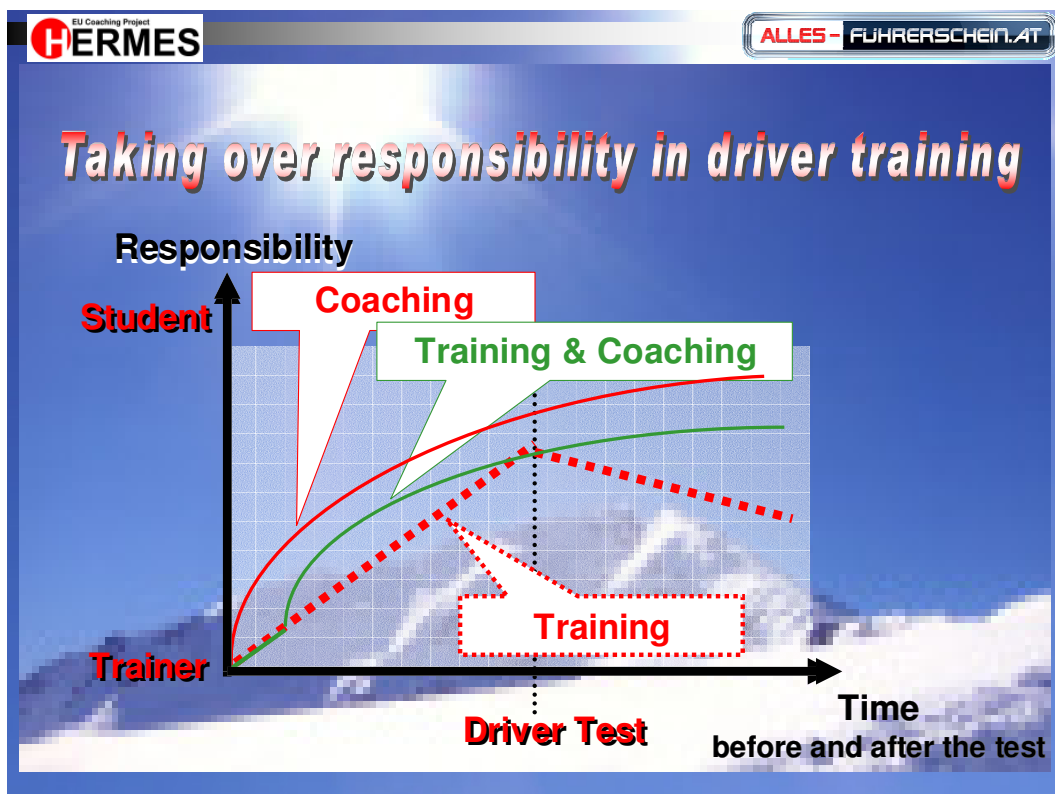 EU Coaching Project
HERMES
ALLES - FÜHRERSCHEIN.AT
Taking over responsibility in driver training
Responsibility
Student
Coaching
Training & Coaching
Training
Trainer
Driver Test
Time
before and after the test